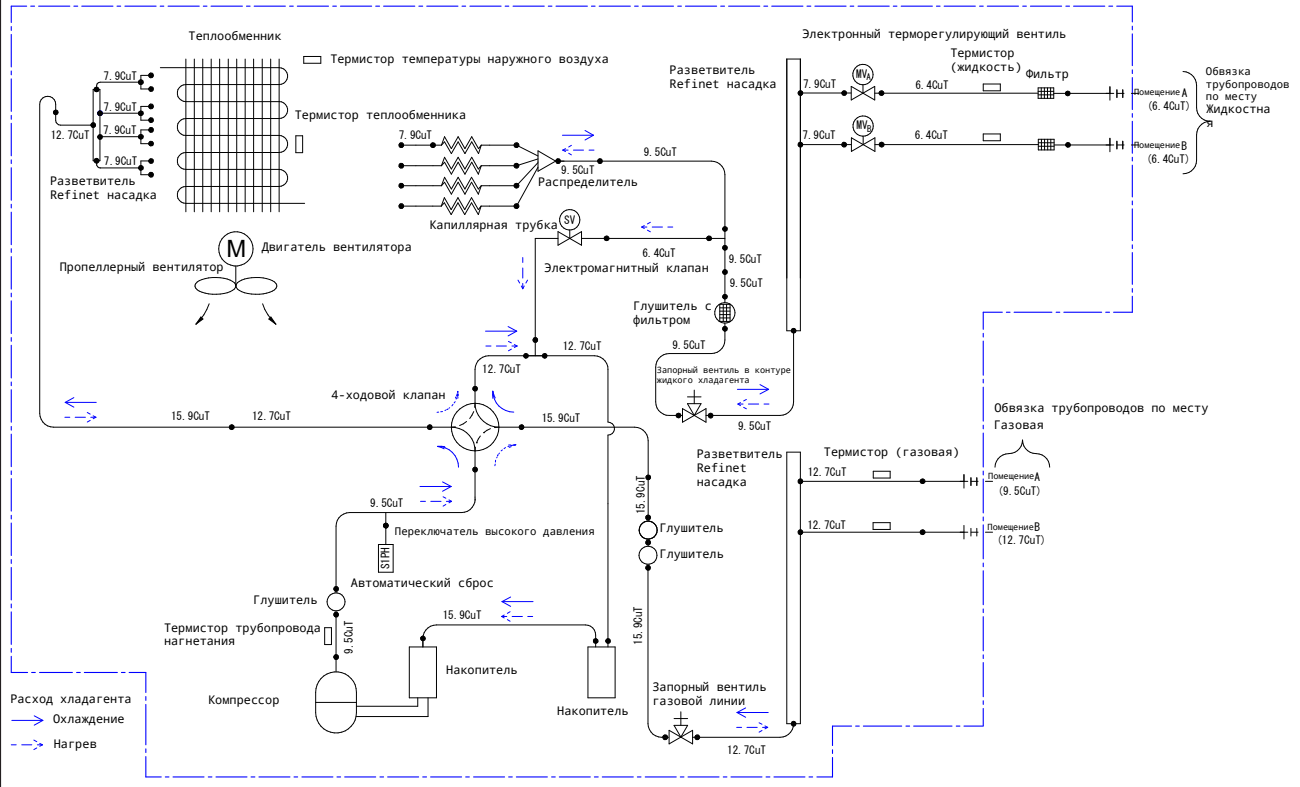 Теплообменник
Термистор температуры наружного воздуха
7.9CuT
7.9CuT
7.9CuT
7.9CuT
12.7CuT
Разветвитель
Refinet насадка
Термистор теплообменника
7.9CuT
9.5CuT
9.5CuT
Распределитель
Капиллярная трубка
SV
6.4CuT
Электромагнитный клапан
9.5CuT
9.5CuT
Глушитель с
фильтром
9.5CuT
Запорный вентиль в контуре
жидкого хладагента
9.5CuT
M
Двигатель вентилятора
Пропеллерный вентилятор
Электронный терморегулирующий вентиль
Разветвитель
Refinet насадка
Термистор
(жидкость)
Фильтр
7.9CuT
MVA
6.4CuT
7.9CuT
MVB
6.4CuT
Помещение A
(6.4CuT)
Помещение B
(6.4CuT)
Обвязка
трубопроводов
по месту
Жидкостна
я
12.7CuT
12.7CuT
4-ходовой клапан
15.9CuT
12.7CuT
15.9CuT
9.5CuT
Переключатель высокого давления
S1PH
Автоматический сброс
Глушитель
Термистор трубопровода
нагнетания
9.5CuT
Компрессор
15.9CuT
Накопитель
Накопитель
15.9CuT
Глушитель
Глушитель
15.9CuT
Запорный вентиль
газовой линии
12.7CuT
Разветвитель
Refinet
насадка
Термистор (газовая)
12.7CuT
12.7CuT
Обвязка трубопроводов по месту
Газовая
Помещение A
(9.5CuT)
Помещение B
(12.7CuT)
Расход хладагента
Охлаждение
Нагрев